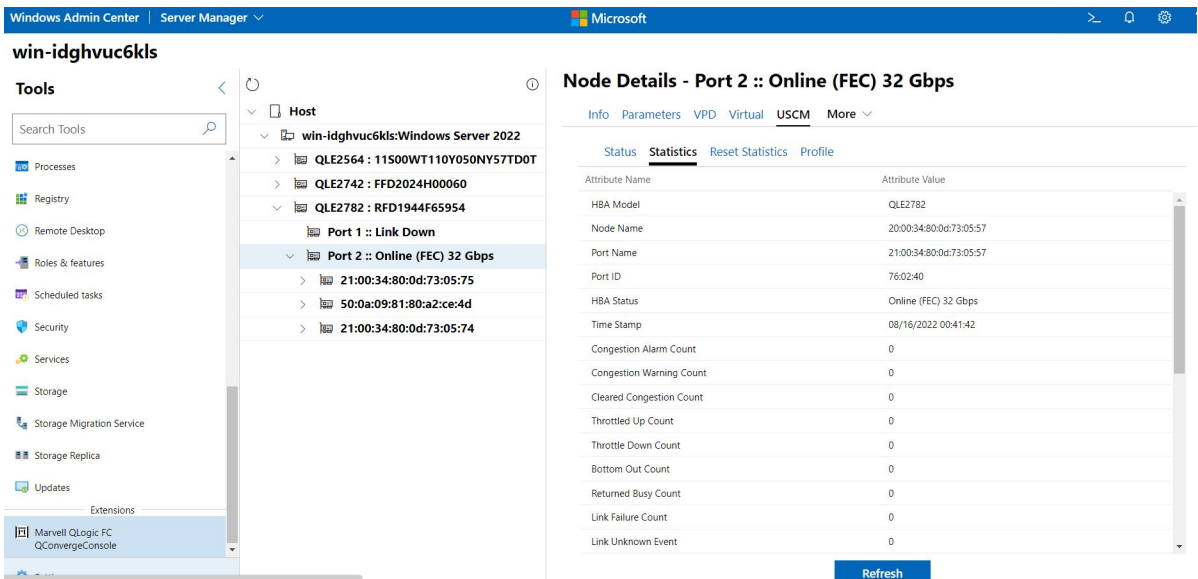 Windows Admin Center | Server Manager
Microsoft
win-idghvuc6kls
Tools
Search Tools
Processes
Registry
Remote Desktop
Roles & features
Scheduled tasks
Security
Services
Storage
Storage Migration Service
Storage Replica
Updates
Extensions
Marvell QLogic FC
QConvergeConsole
Host
win-idghvuc6kls:Windows Server 2022
QLE2564 : 11S00WT110Y050NY57TD0T
QLE2742 : FFD2024H00060
QLE2782 : RFD1944F65954
Port 1 :: Link Down
Port 2 :: Online (FEC) 32 Gbps
21:00:34:80:0d:73:05:75
50:0a:09:81:80:a2:ce:4d
21:00:34:80:0d:73:05:74
Node Details - Port 2 :: Online (FEC) 32 Gbps
Info Parameters VPD Virtual USCM More
Status Statistics Reset Statistics Profile
Attribute Name Attribute Value
HBA Model QLE2782
Node Name 20:00:34:80:0d:73:05:57
Port Name 21:00:34:80:0d:73:05:57
Port ID 76:02:40
HBA Status Online (FEC) 32 Gbps
Time Stamp 08/16/2022 00:41:42
Congestion Alarm Count 0
Congestion Warning Count 0
Cleared Congestion Count 0
Throttled Up Count 0
Throttle Down Count 0
Bottom Out Count 0
Returned Busy Count 0
Link Failure Count 0
Link Unknown Event 0
Refresh